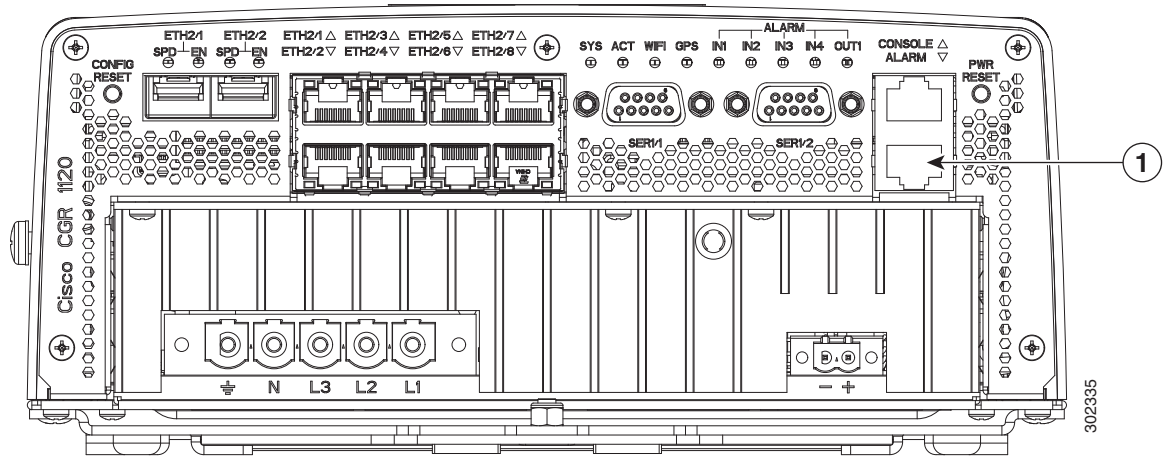 ETH2/1 ETH2/2 ETH2/1 △ ETH2/3 △ ETH2/5 △ ETH2/7 △
SPD EN SPD EN ETH2/2 ▽ ETH2/4 ▽ ETH2/6 ▽ ETH2/8 ▽
ALARM
SYS ACT WIFI GPS IN1 IN2 IN3 IN4 OUT1
CONSOLE △
ALARM ▽
CONFIG
RESET
PWR
RESET
SER1/1 SER1/2
1
Cisco CGR 1120
N L3 L2 L1
− +
302335